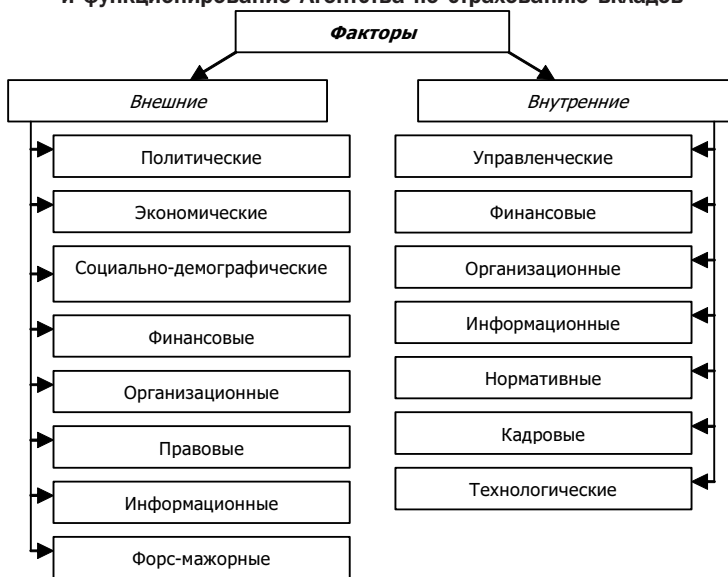 и функционирование Агентства по страхованию вкладов
Факторы
Внешние
Политические
Экономические
Социально-демографические
Финансовые
Организационные
Правовые
Информационные
Форс-мажорные
Внутренние
Управленческие
Финансовые
Организационные
Информационные
Нормативные
Кадровые
Технологические